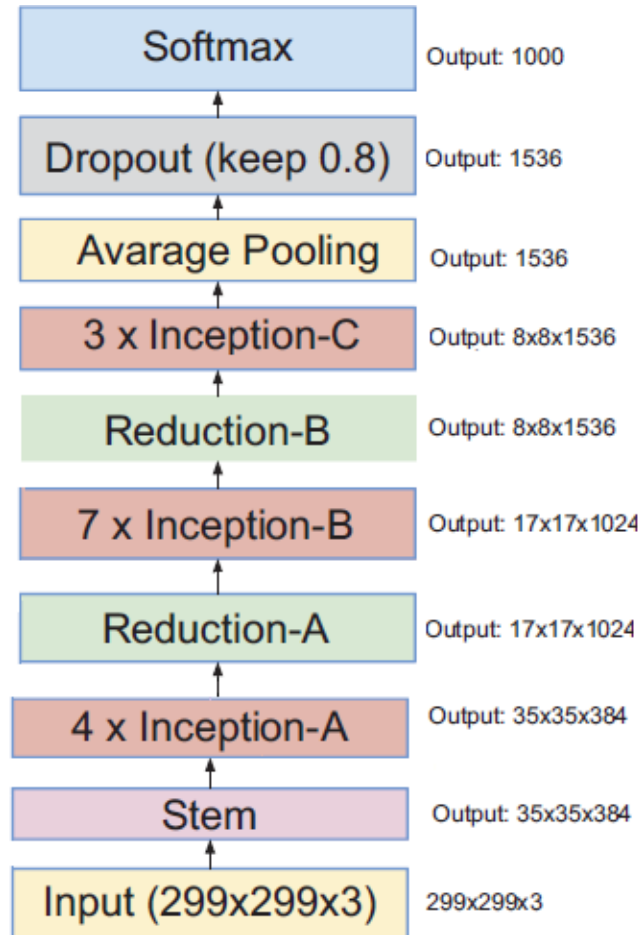 Softmax
Output: 1000
Dropout (keep 0.8)
Output: 1536
Avarage Pooling
Output: 1536
3 x Inception-C
Output: 8x8x1536
Reduction-B
Output: 8x8x1536
7 x Inception-B
Output: 17x17x1024
Reduction-A
Output: 17x17x1024
4 x Inception-A
Output: 35x35x384
Stem
Output: 35x35x384
Input (299x299x3)
299x299x3